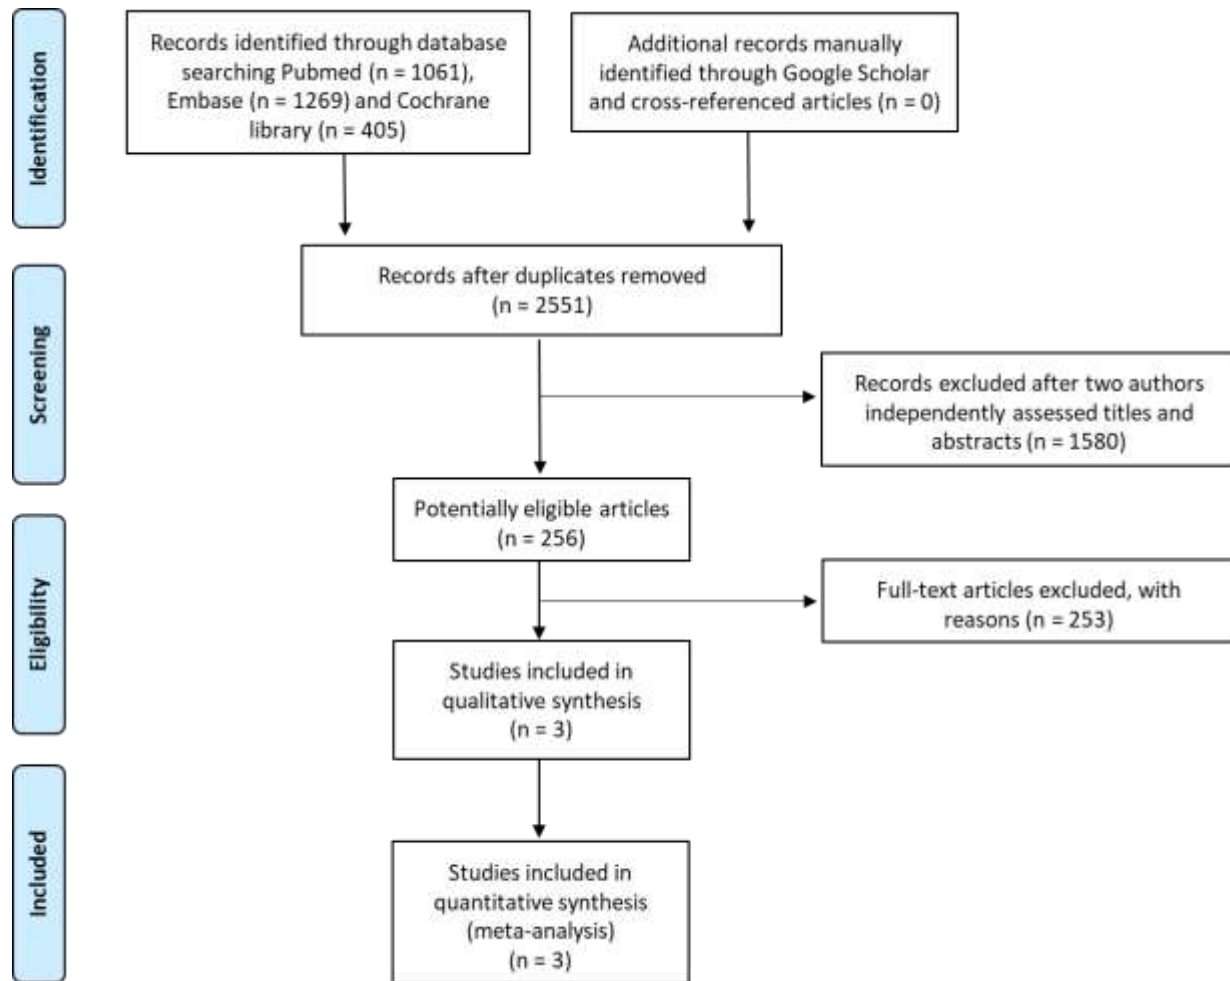 Identification
Records identified through database
searching Pubmed (n = 1061),
Embase (n = 1269) and Cochrane
library (n = 405)
Additional records manually
identified through Google Scholar
and cross-referenced articles (n = 0)
Screening
Records after duplicates removed
(n = 2551)
Records excluded after two authors
independently assessed titles and
abstracts (n = 1580)
Eligibility
Potentially eligible articles
(n = 256)
Full-text articles excluded, with
reasons (n = 253)
Studies included in
qualitative synthesis
(n = 3)
Included
Studies included in
quantitative synthesis
(meta-analysis)
(n = 3)